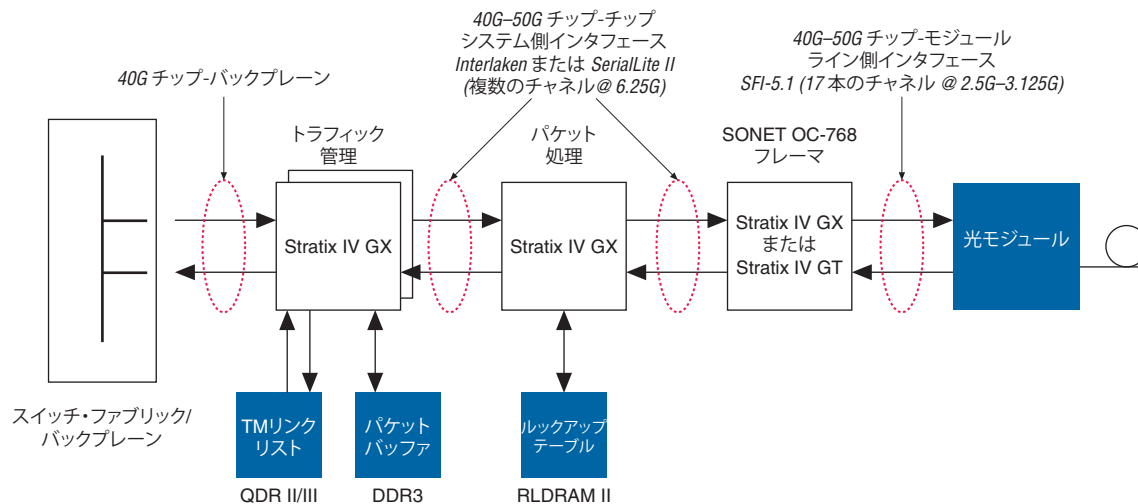 40G–50G チップ-チップ
システム側インタフェース
Interlaken または SerialLite II
(複数のチャネル@ 6.25G)
40G–50G チップ-モジュール
ライン側インタフェース
SFI-5.1 (17 本のチャネル @ 2.5G–3.125G)
40G チップ-バックプレーン
トラフィック
管理
パケット
処理
SONET OC-768
フレーマ
Stratix IV GX
Stratix IV GX
Stratix IV GX
または
Stratix IV GT
光モジュール
スイッチ・ファブリック/
バックプレーン
TMリンク
リスト
パケット
バッファ
ルックアップ
テーブル
QDR II/III
DDR3
RLDRAM II